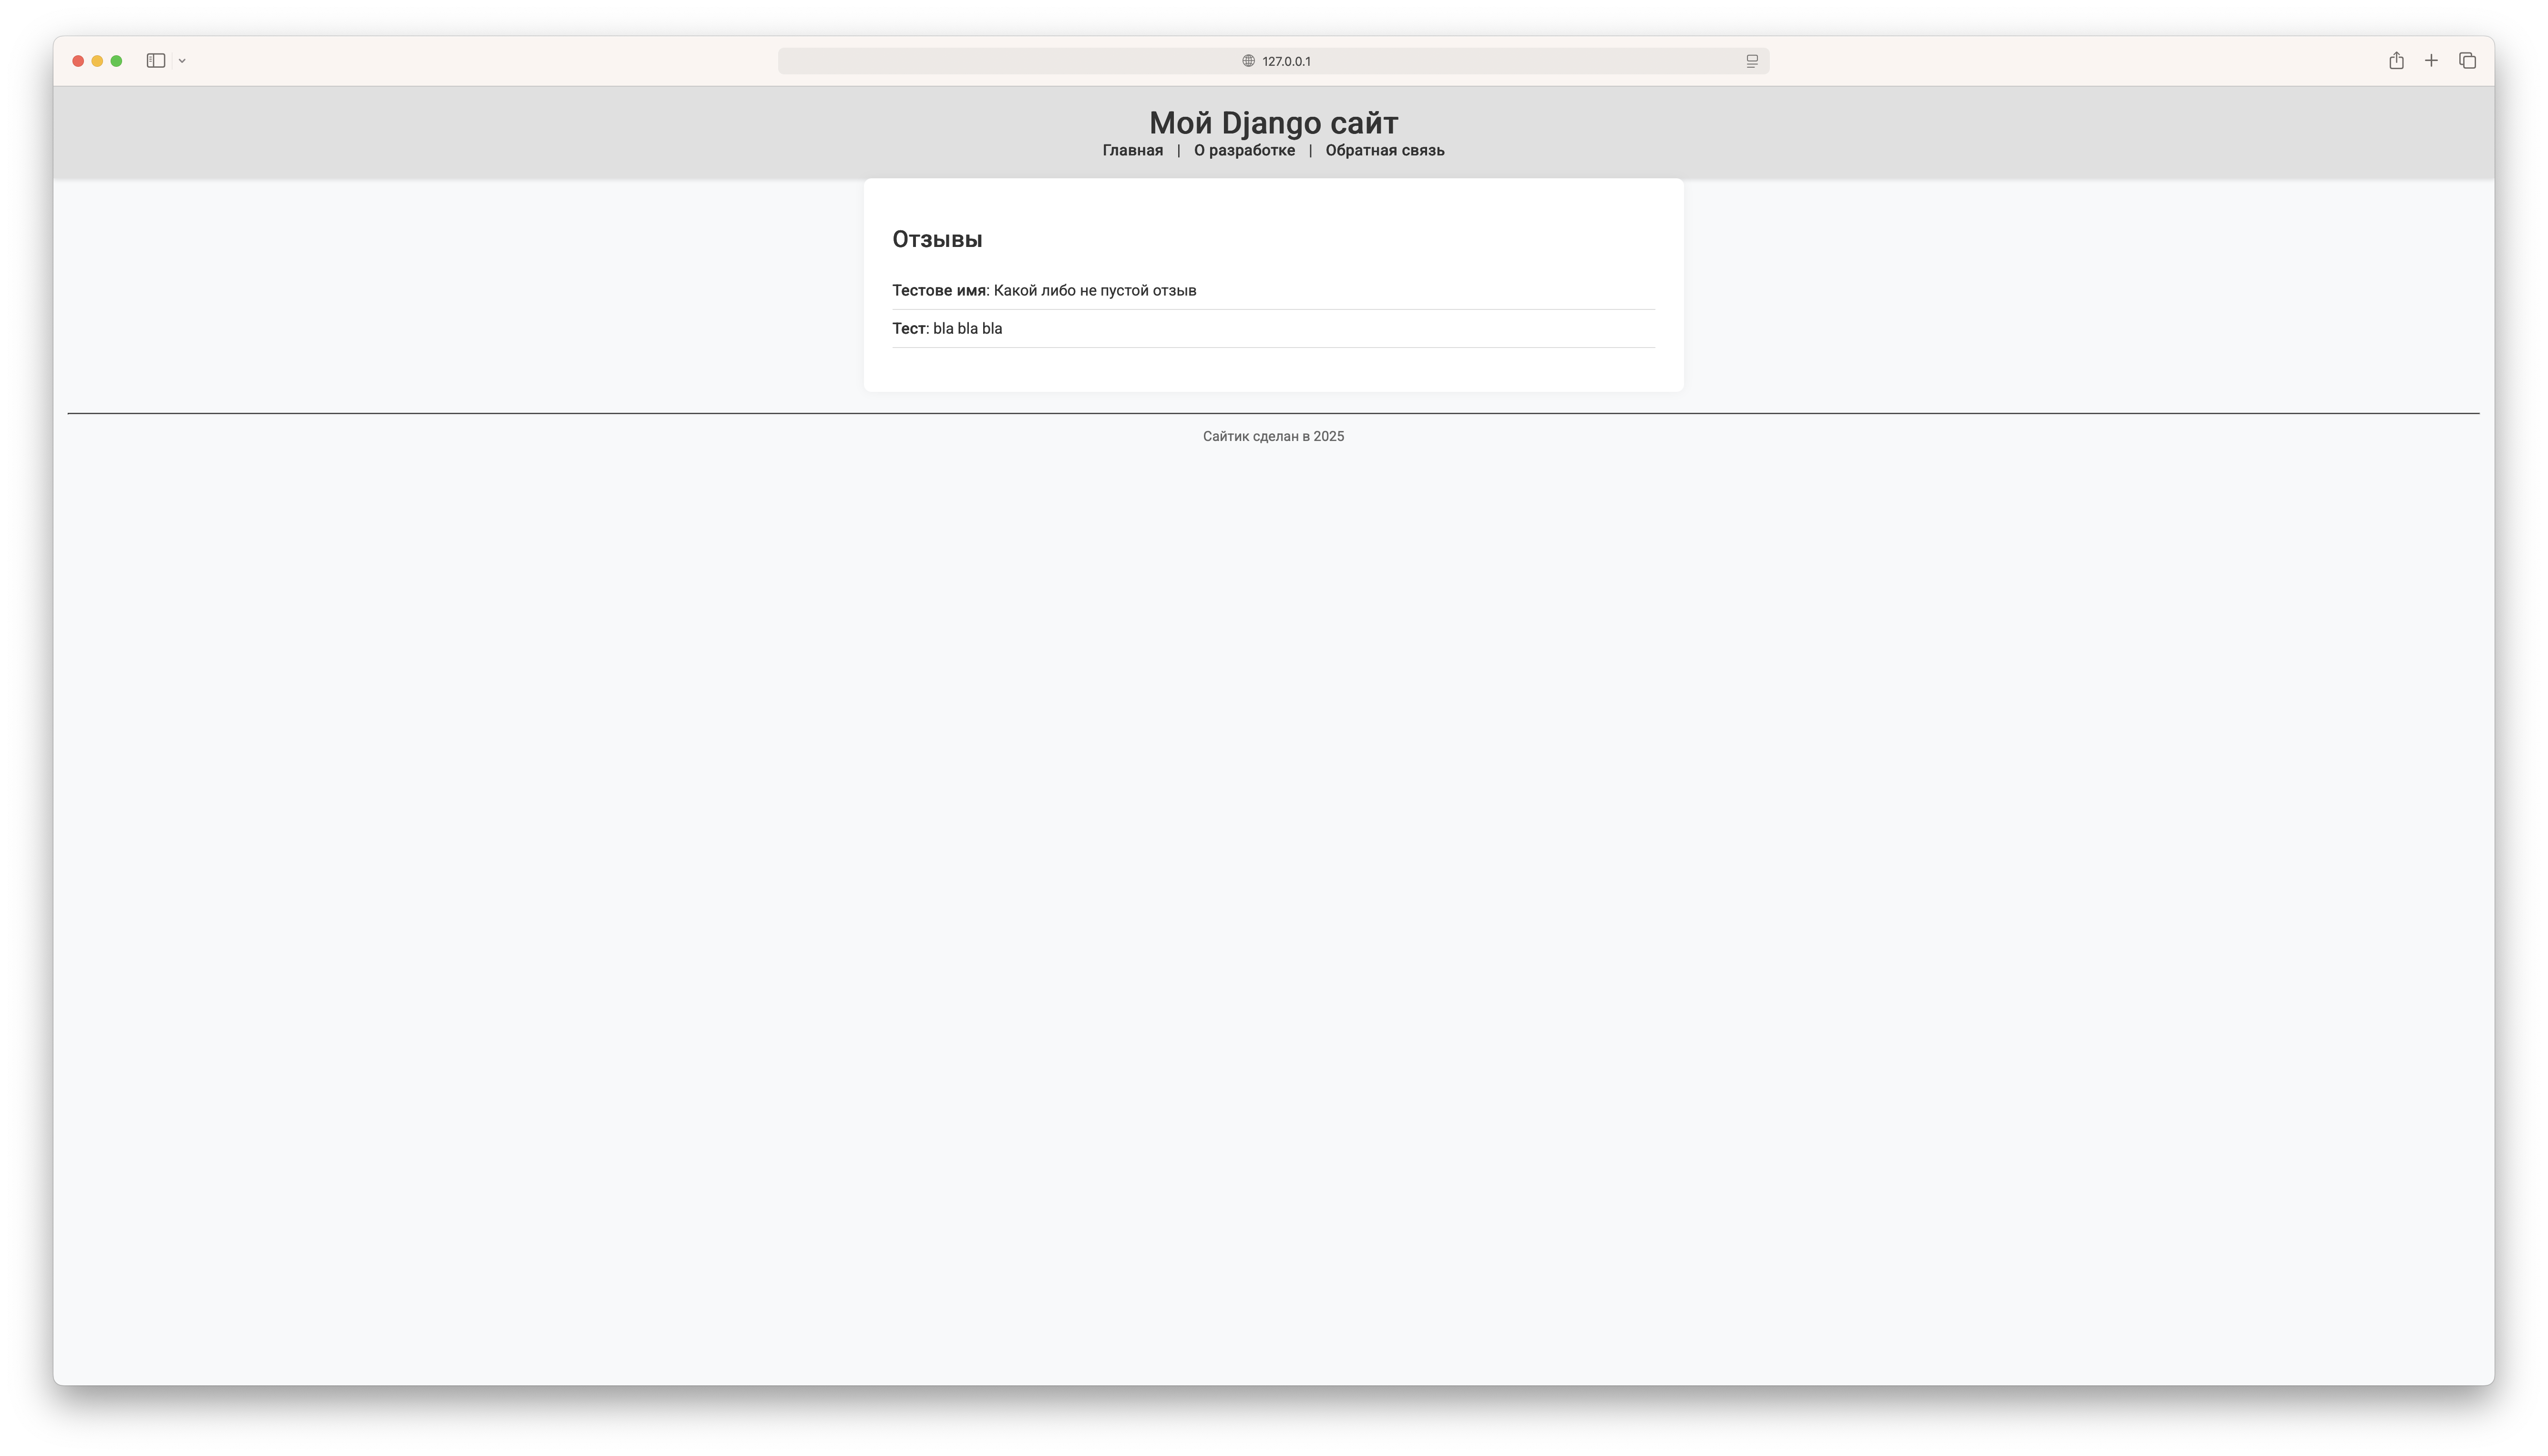 127.0.0.1
Мой Django сайт
Главная | О разработке | Обратная связь
Отзывы
Тестове имя: Какой либо не пустой отзыв
Тест: bla bla bla
Сайтик сделан в 2025